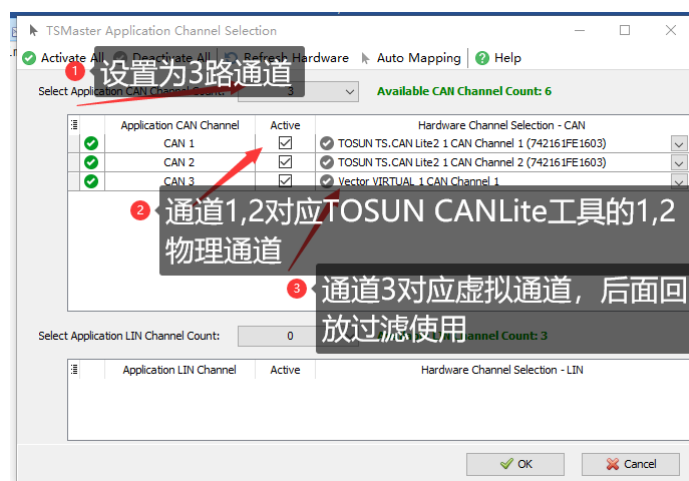 TSMaster Application Channel Selection
Activate All Deactivate All Refresh Hardware Auto Mapping Help
1 设置为3路通道
Select Application CAN Channel Count: 3 Available CAN Channel Count: 6
Application CAN Channel Active Hardware Channel Selection - CAN
CAN 1 TOSUN TS.CAN Lite2 1 CAN Channel 1 (742161FE1603)
CAN 2 TOSUN TS.CAN Lite2 1 CAN Channel 2 (742161FE1603)
CAN 3 Vector VIRTUAL 1 CAN Channel 1
2 通道1,2对应TOSUN CANLite工具的1,2
物理通道
3 通道3对应虚拟通道，后面回
放过滤使用
Select Application LIN Channel Count: 0 Available LIN Channel Count: 3
Application LIN Channel Active Hardware Channel Selection - LIN
OK Cancel